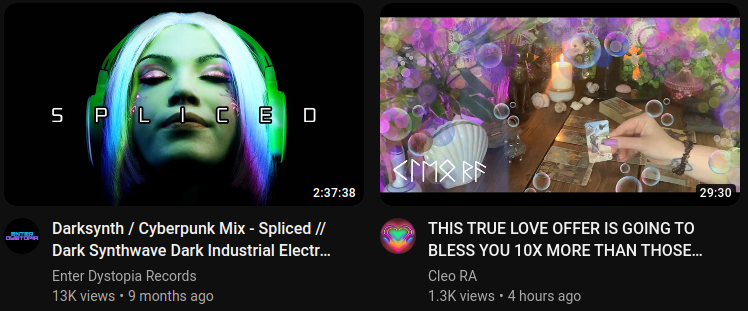 S P L I C E D
2:37:38
ENTER
DYSTOPIA
Darksynth / Cyberpunk Mix - Spliced //
Dark Synthwave Dark Industrial Electr…
Enter Dystopia Records
13K views • 9 months ago
CLEO RA
29:30
THIS TRUE LOVE OFFER IS GOING TO
BLESS YOU 10X MORE THAN THOSE…
Cleo RA
1.3K views • 4 hours ago